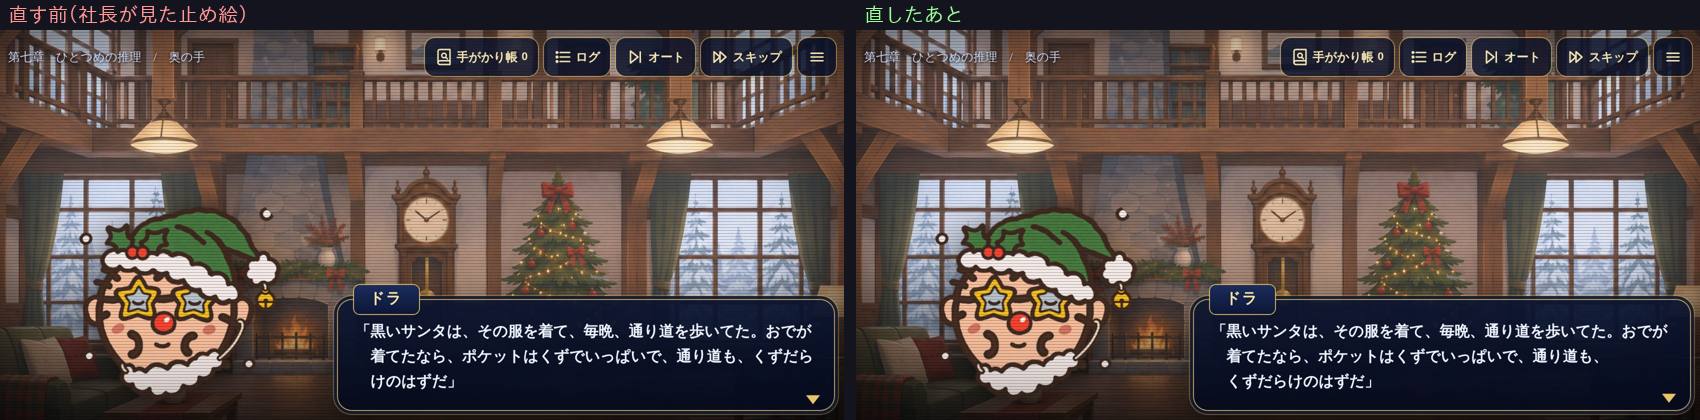 直す前(社長が見た止め絵)
第七章 ひとつめの推理 / 奥の手
手がかり帳 0
ログ
オート
スキップ
ドラ
「黒いサンタは、その服を着て、毎晩、通り道を歩いてた。おでが
着てたなら、ポケットはくずでいっぱいで、通り道も、くずだら
けのはずだ」
直したあと
第七章 ひとつめの推理 / 奥の手
手がかり帳 0
ログ
オート
スキップ
ドラ
「黒いサンタは、その服を着て、毎晩、通り道を歩いてた。おでが
着てたなら、ポケットはくずでいっぱいで、通り道も、
くずだらけのはずだ」